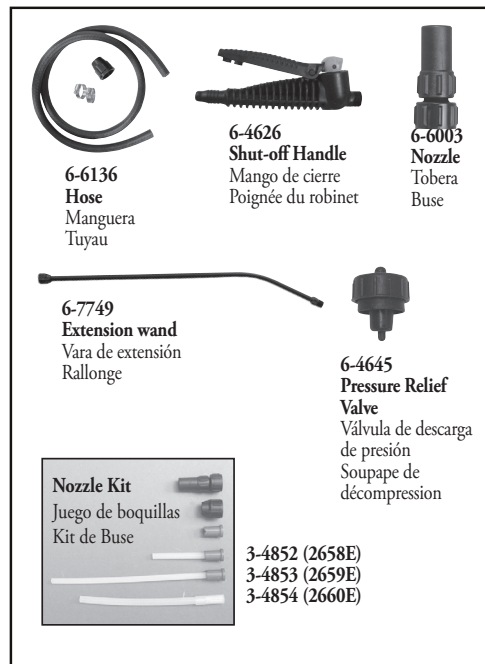 6-6136
Hose
Manguera
Tuyau
6-4626
Shut-off Handle
Mango de cierre
Poignée du robinet
6-6003
Nozzle
Tobera
Buse
6-7749
Extension wand
Vara de extensión
Rallonge
6-4645
Pressure Relief
Valve
Válvula de descarga
de presión
Soupape de
décompression
Nozzle Kit
Juego de boquillas
Kit de Buse
3-4852 (2658E)
3-4853 (2659E)
3-4854 (2660E)